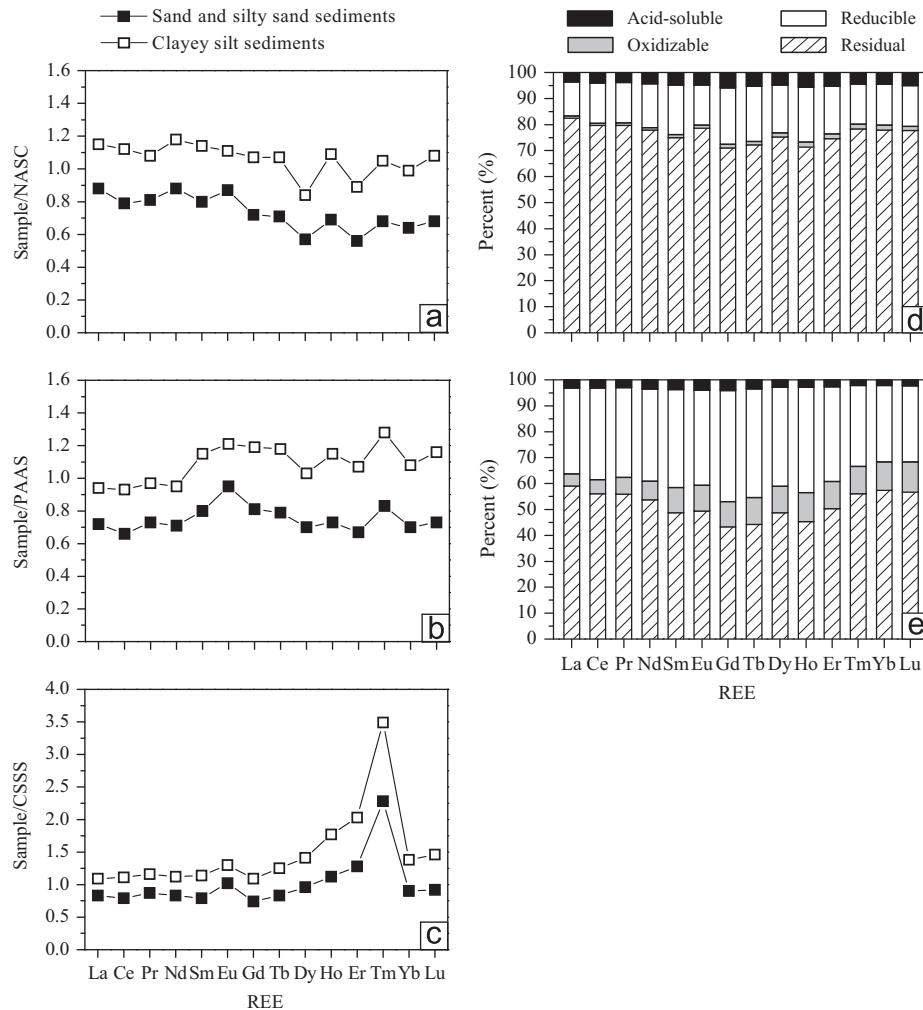 Sand and silty sand sediments
Clayey silt sediments
1.6
1.4
1.2
1.0
0.8
0.6
0.4
0.2
0.0
Sample/NASC
a
1.6
1.4
1.2
1.0
0.8
0.6
0.4
0.2
0.0
Sample/PAAS
b
4.0
3.5
3.0
2.5
2.0
1.5
1.0
0.5
0.0
Sample/CSSS
c
La Ce Pr Nd Sm Eu Gd Tb Dy Ho Er Tm Yb Lu
REE
Acid-soluble Reducible
Oxidizable Residual
100
90
80
70
60
50
40
30
20
10
0
Percent (%)
d
100
90
80
70
60
50
40
30
20
10
0
Percent (%)
e
La Ce Pr Nd Sm Eu Gd Tb Dy Ho Er Tm Yb Lu
REE